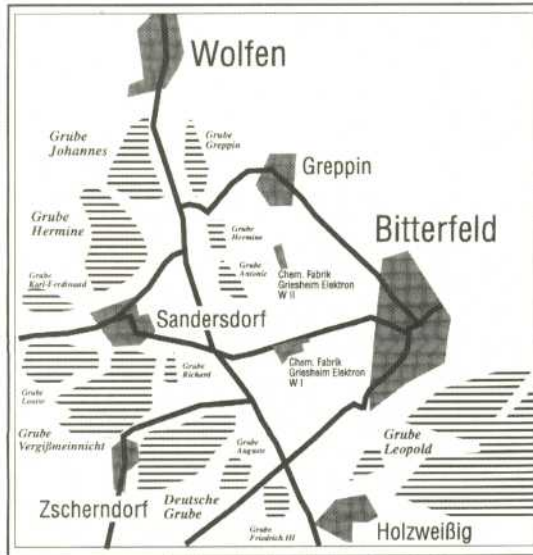 Wolfen
Grube
Johannes
Grube
Greppin
Greppin
Grube
Hermine
Grube
Hermine
Bitterfeld
Grube
Antonie
Chem. Fabrik
Griesheim Elektron
W II
Grube
Karl-Ferdinand
Sandersdorf
Grube
Richard
Chem. Fabrik
Griesheim Elektron
W I
Grube
Louise
Grube
Vergißmeinnicht
Grube
Auguste
Grube
Leopold
Zscherndorf
Deutsche
Grube
Grube
Friedrich III
Holzweißig